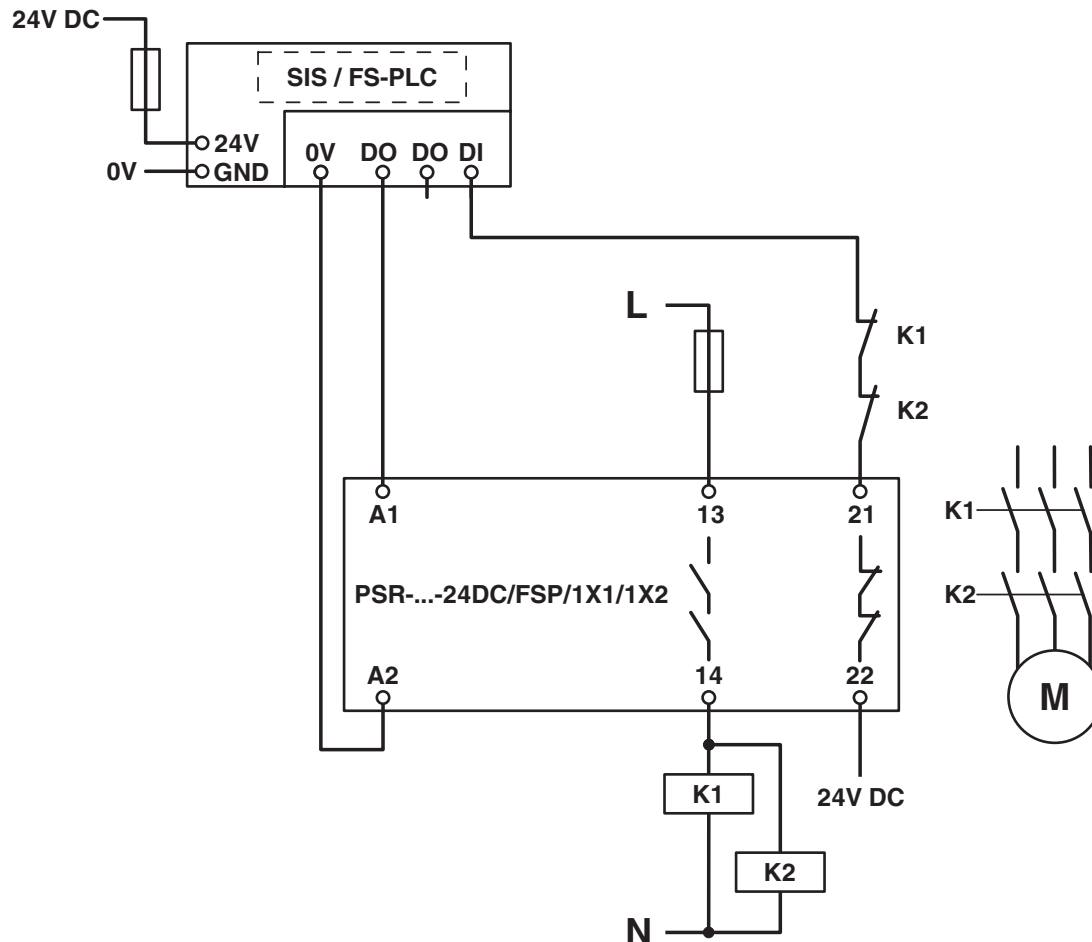 24V DC
SIS / FS-PLC
24V
0V
GND
0V DO DO DI
L
K1
K2
A1
13
21
K1
PSR-...-24DC/FSP/1X1/1X2
K2
A2
14
22
M
K1
24V DC
K2
N